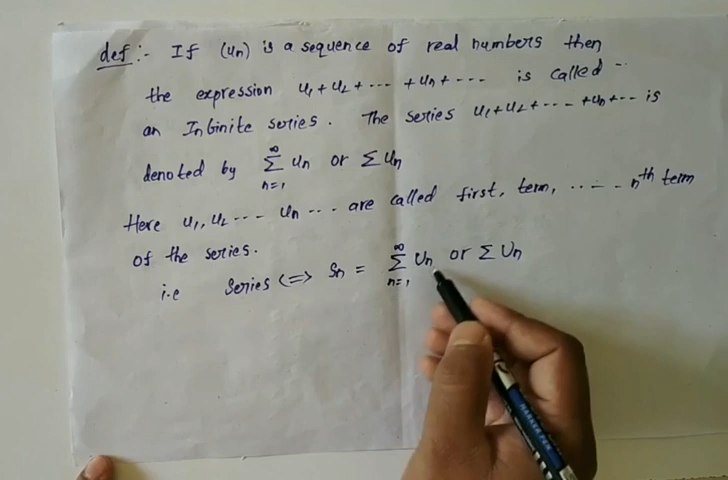 def :- If (un) is a sequence of real numbers then
the expression u₁ + u₂ + ... + un + ... is called
an Infinite series. The series u₁ + u₂ + ... + un + ... is
denoted by ∞∑n=1 un or ∑ un
Here u₁, u₂ ... un ... are called first, term, ... nth term
of the series.
i.e Series <=> Sn = ∞∑n=1 Un or ∑ Un